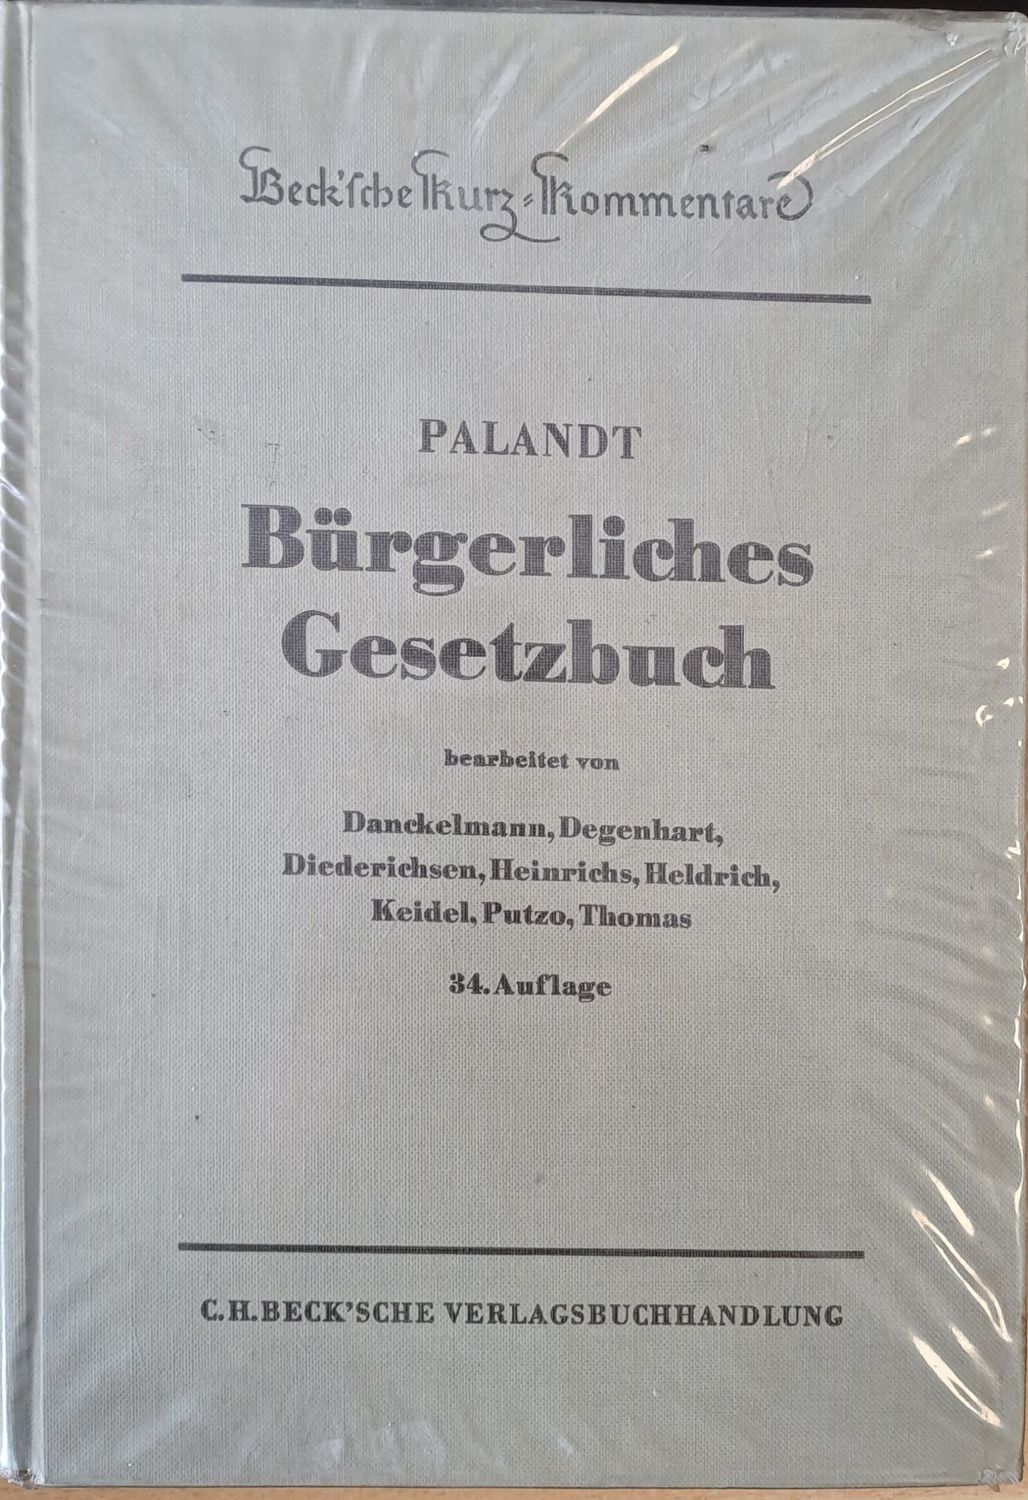 Beck'sche Kurz-Kommentare
PALANDT
Bürgerliches
Gesetzbuch
bearbeitet von
Danckelmann, Degenhart,
Diederichsen, Heinrichs, Heldrich,
Keidel, Putzo, Thomas
34. Auflage
C.H.BECK'SCHE VERLAGSBUCHHANDLUNG